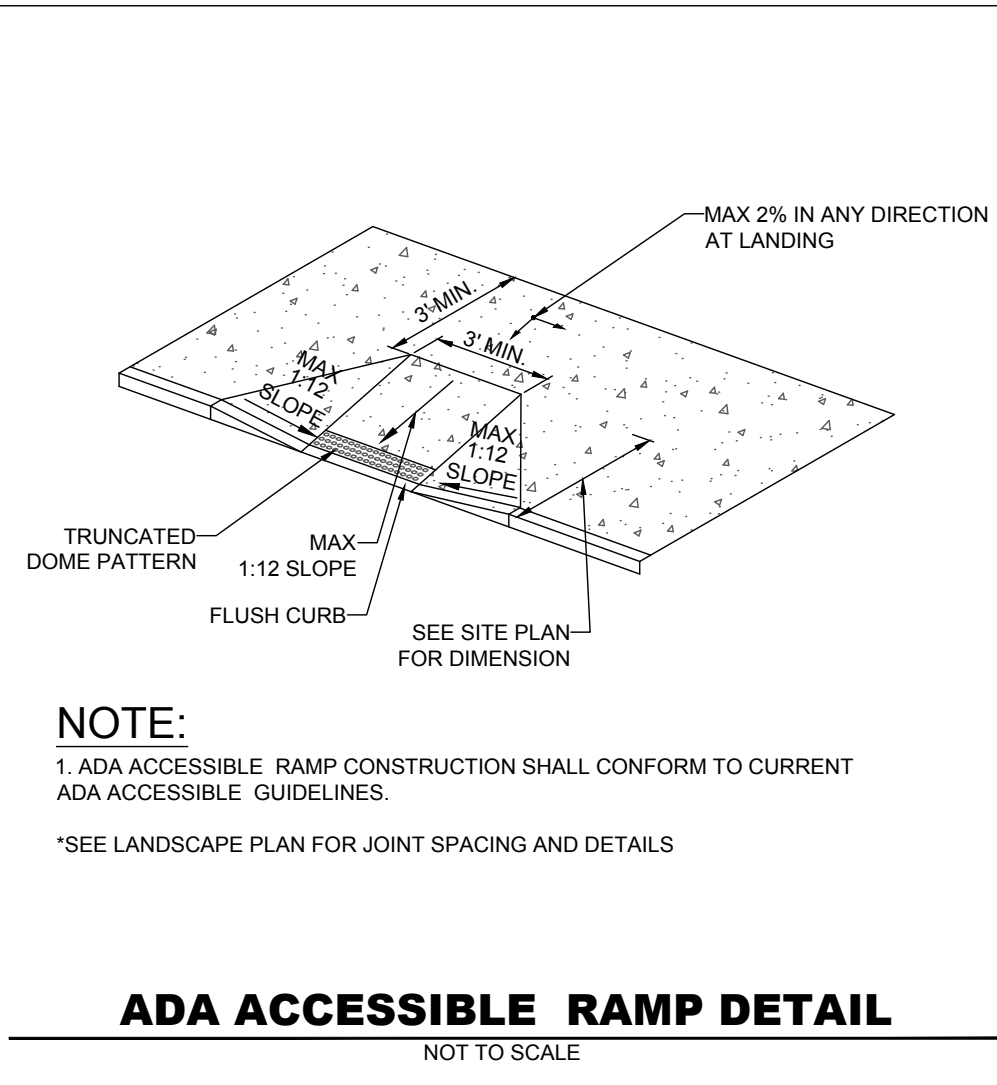 MAX 2% IN ANY DIRECTION
AT LANDING
3' MIN.
3' MIN.
MAX
1:12
SLOPE
MAX
1:12
SLOPE
TRUNCATED
DOME PATTERN
MAX
1:12 SLOPE
FLUSH CURB
SEE SITE PLAN
FOR DIMENSION
NOTE:
1. ADA ACCESSIBLE RAMP CONSTRUCTION SHALL CONFORM TO CURRENT
ADA ACCESSIBLE GUIDELINES.
*SEE LANDSCAPE PLAN FOR JOINT SPACING AND DETAILS
ADA ACCESSIBLE RAMP DETAIL
NOT TO SCALE